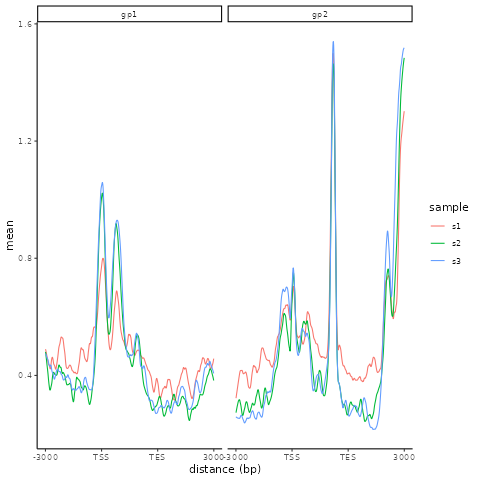 gp1 gp2
1.6
1.2
0.8
0.4
mean
-3000 TSS TES 3000 -3000 TSS TES 3000
distance (bp)
sample
s1
s2
s3